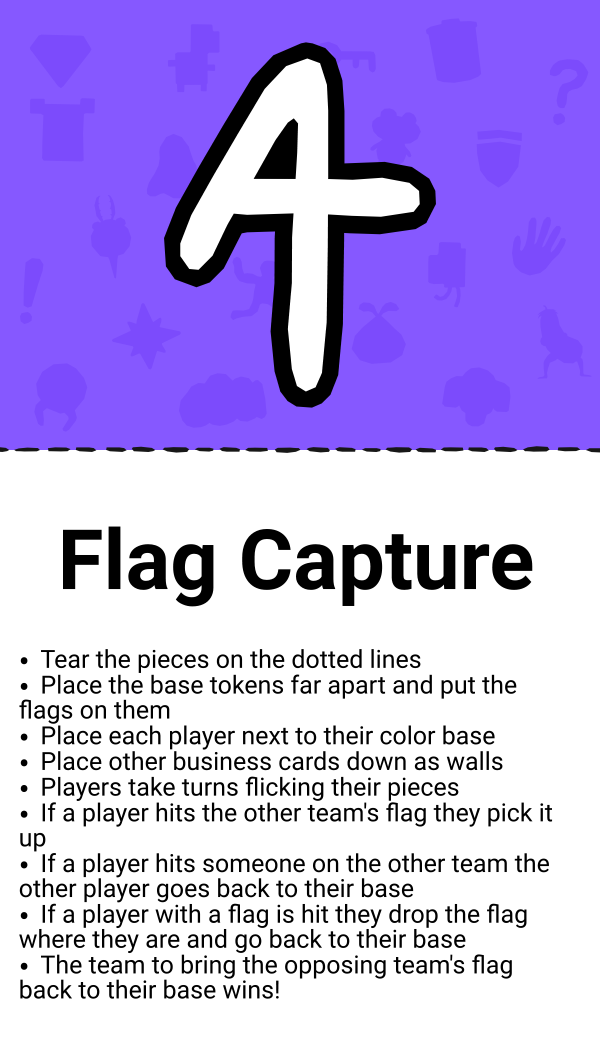 A
Flag Capture
• Tear the pieces on the dotted lines
• Place the base tokens far apart and put the
flags on them
• Place each player next to their color base
• Place other business cards down as walls
• Players take turns flicking their pieces
• If a player hits the other team's flag they pick it
up
• If a player hits someone on the other team the
other player goes back to their base
• If a player with a flag is hit they drop the flag
where they are and go back to their base
• The team to bring the opposing team's flag
back to their base wins!